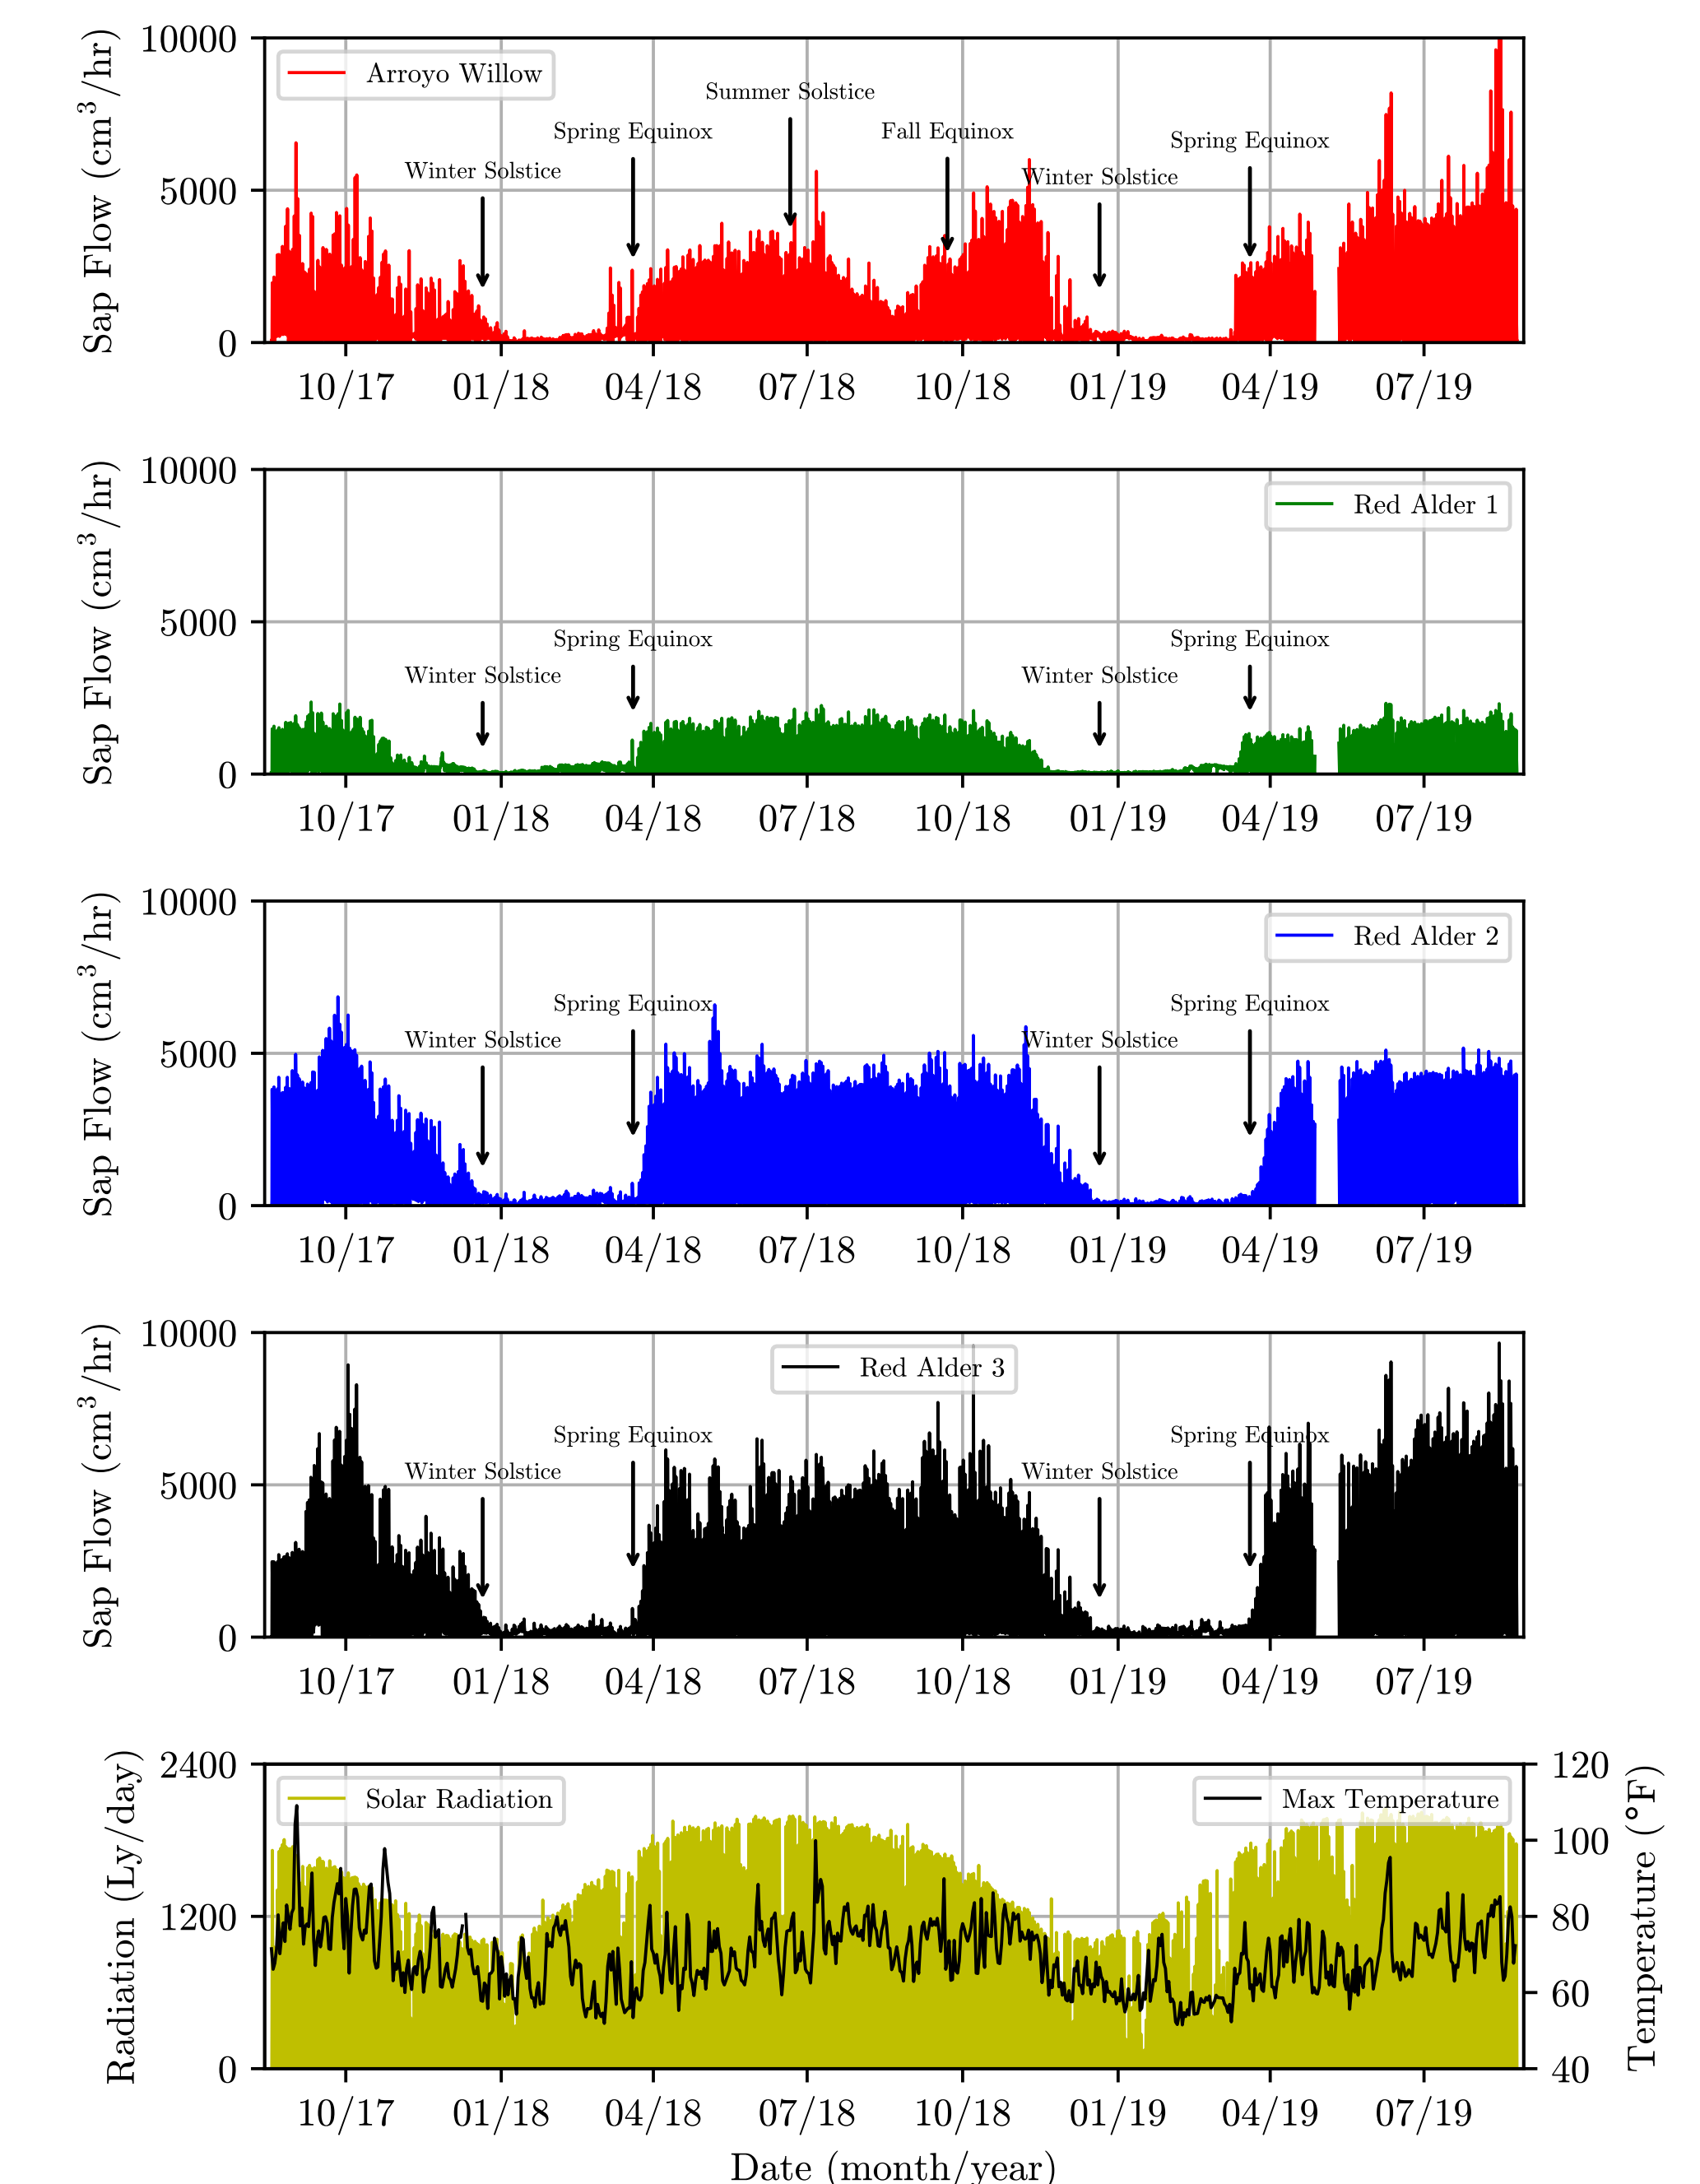 Sap Flow (cm³/hr)
10000
5000
0
Arroyo Willow
Winter Solstice
Spring Equinox
Summer Solstice
Fall Equinox
Winter Solstice
Spring Equinox
10/17 01/18 04/18 07/18 10/18 01/19 04/19 07/19
Sap Flow (cm³/hr)
10000
5000
0
Red Alder 1
Winter Solstice
Spring Equinox
Winter Solstice
Spring Equinox
10/17 01/18 04/18 07/18 10/18 01/19 04/19 07/19
Sap Flow (cm³/hr)
10000
5000
0
Red Alder 2
Winter Solstice
Spring Equinox
Winter Solstice
Spring Equinox
10/17 01/18 04/18 07/18 10/18 01/19 04/19 07/19
Sap Flow (cm³/hr)
10000
5000
0
Red Alder 3
Winter Solstice
Spring Equinox
Winter Solstice
Spring Equinox
10/17 01/18 04/18 07/18 10/18 01/19 04/19 07/19
Radiation (Ly/day)
2400
1200
0
Solar Radiation
Max Temperature
120
100
80
60
40
Temperature (°F)
10/17 01/18 04/18 07/18 10/18 01/19 04/19 07/19
Date (month/year)